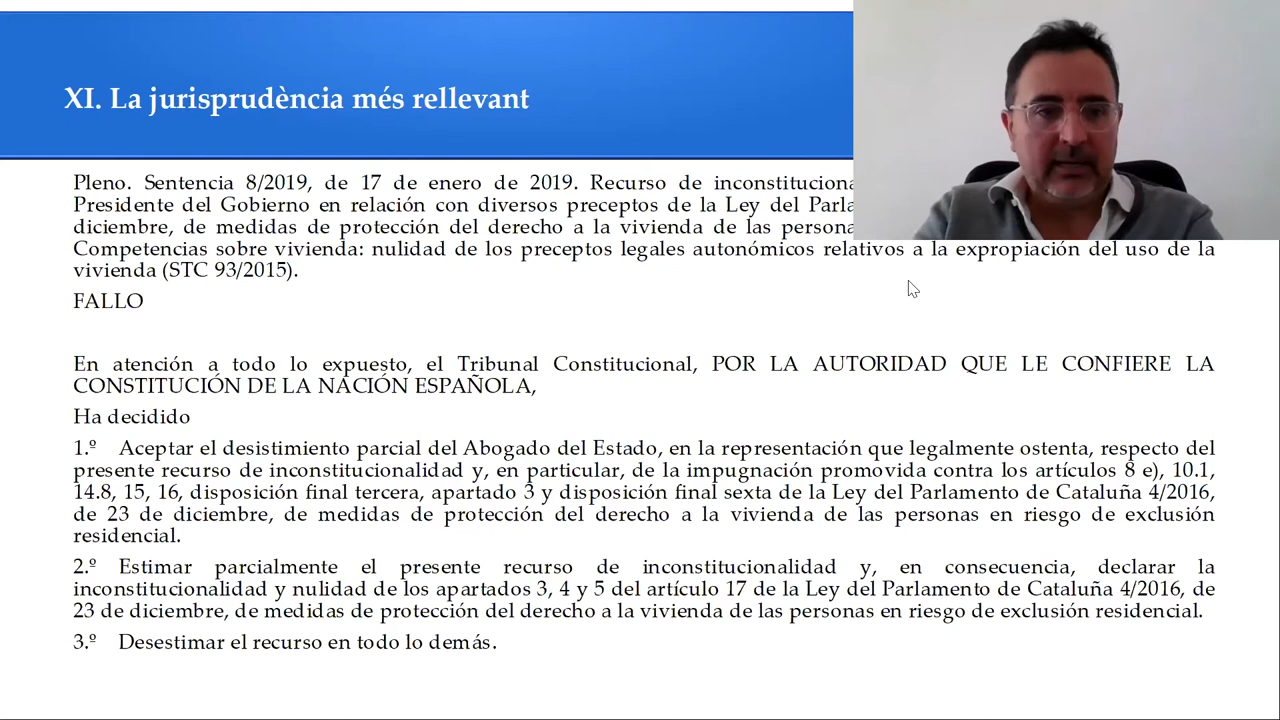 XI. La jurisprudència més rellevant
Pleno. Sentencia 8/2019, de 17 de enero de 2019. Recurso de
Presidente del Gobierno en relación con diversos preceptos de la Ley del
diciembre, de medidas de protección del derecho a la vivienda de las
Competencias sobre vivienda: nulidad de los preceptos legales autonómicos relativos a la expropiación del uso de la
vivienda (STC 93/2015).
FALLO
En atención a todo lo expuesto, el Tribunal Constitucional, POR LA AUTORIDAD QUE LE CONFIERE LA
CONSTITUCIÓN DE LA NACIÓN ESPAÑOLA,
Ha decidido
1.º Aceptar el desistimiento parcial del Abogado del Estado, en la representación que legalmente ostenta, respecto del
presente recurso de inconstitucionalidad y, en particular, de la impugnación promovida contra los artículos 8 e), 10.1,
14.8, 15, 16, disposición final tercera, apartado 3 y disposición final sexta de la Ley del Parlamento de Cataluña 4/2016,
de 23 de diciembre, de medidas de protección del derecho a la vivienda de las personas en riesgo de exclusión
residencial.
2.º Estimar parcialmente el presente recurso de inconstitucionalidad y, en consecuencia, declarar la
inconstitucionalidad y nulidad de los apartados 3, 4 y 5 del artículo 17 de la Ley del Parlamento de Cataluña 4/2016, de
23 de diciembre, de medidas de protección del derecho a la vivienda de las personas en riesgo de exclusión residencial.
3.º Desestimar el recurso en todo lo demás.